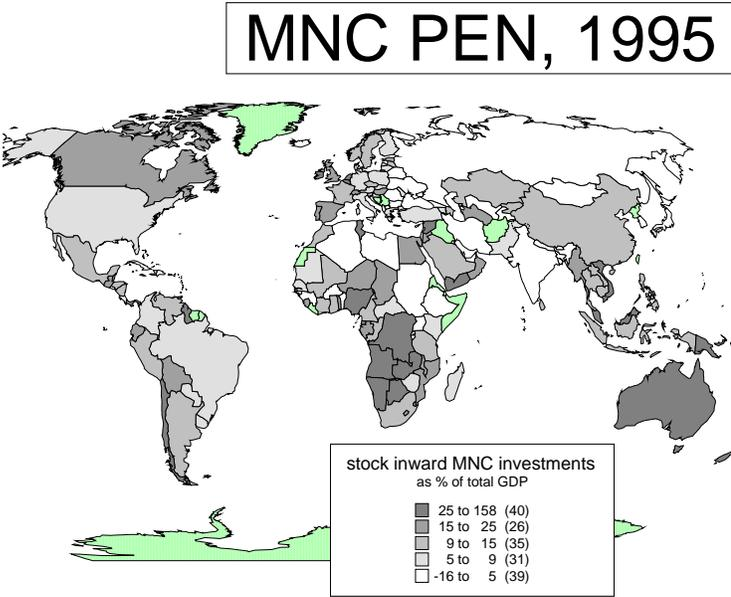 MNC PEN, 1995
stock inward MNC investments
as % of total GDP
25 to 158 (40)
15 to 25 (26)
9 to 15 (35)
5 to 9 (31)
-16 to 5 (39)